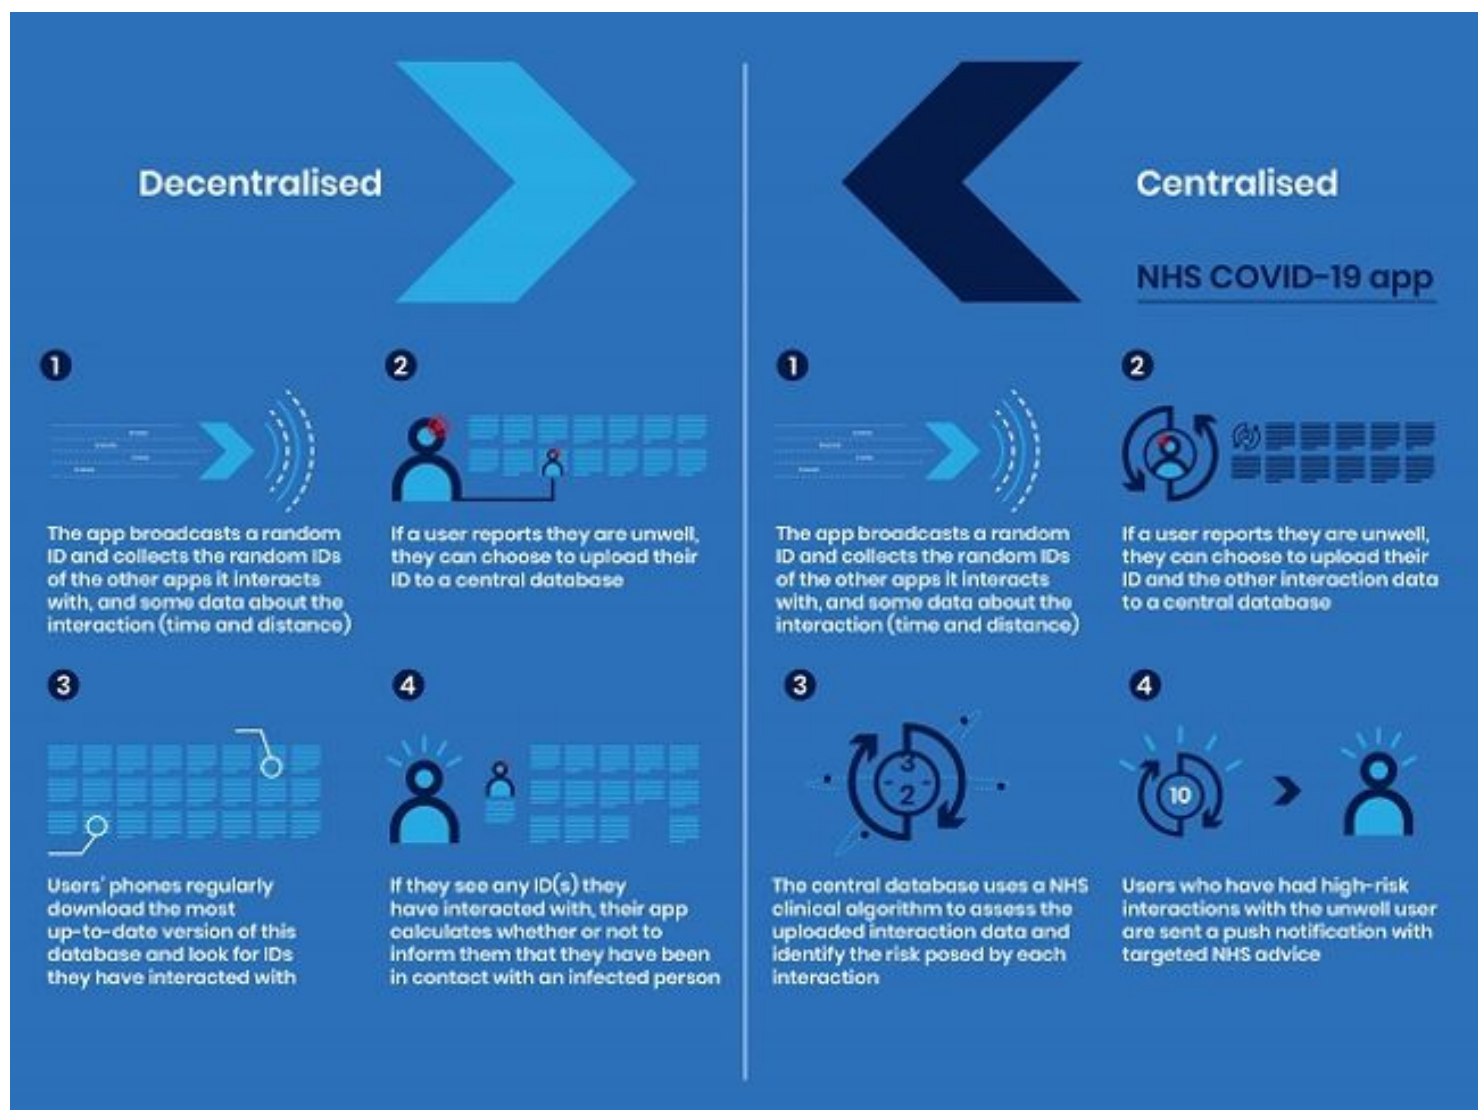 Decentralised
1
The app broadcasts a random
ID and collects the random IDs
of the other apps it interacts
with, and some data about the
interaction (time and distance)
2
If a user reports they are unwell,
they can choose to upload their
ID to a central database
3
Users' phones regularly
download the most
up-to-date version of this
database and look for IDs
they have interacted with
4
If they see any ID(s) they
have interacted with, their app
calculates whether or not to
inform them that they have been
in contact with an infected person
Centralised
NHS COVID-19 app
1
The app broadcasts a random
ID and collects the random IDs
of the other apps it interacts
with, and some data about the
interaction (time and distance)
2
If a user reports they are unwell,
they can choose to upload their
ID and the other interaction data
to a central database
3
3
2
The central database uses a NHS
clinical algorithm to assess the
uploaded interaction data and
identify the risk posed by each
interaction
4
10
Users who have had high-risk
interactions with the unwell user
are sent a push notification with
targeted NHS advice